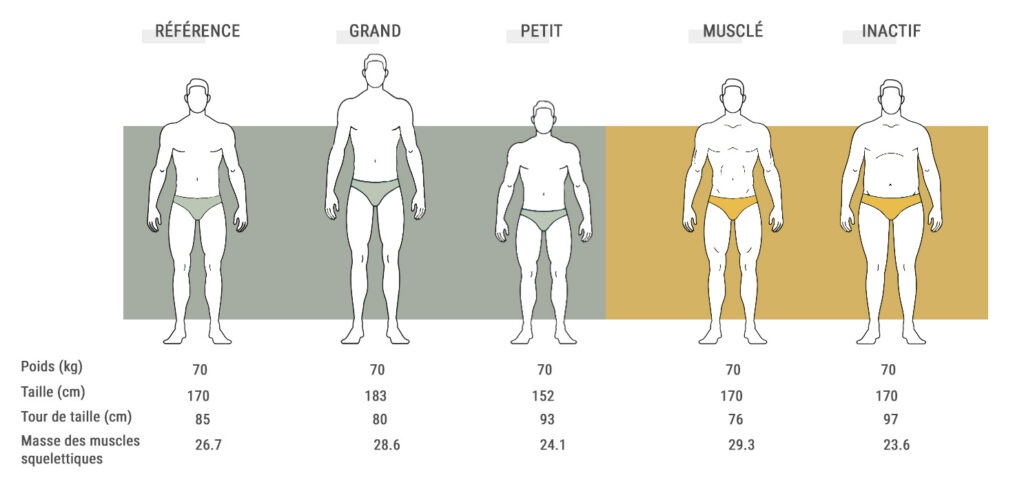 RÉFÉRENCE GRAND PETIT MUSCLÉ INACTIF
Poids (kg) 70 70 70 70 70
Taille (cm) 170 183 152 170 170
Tour de taille (cm) 85 80 93 76 97
Masse des muscles 26.7 28.6 24.1 29.3 23.6
squelettiques